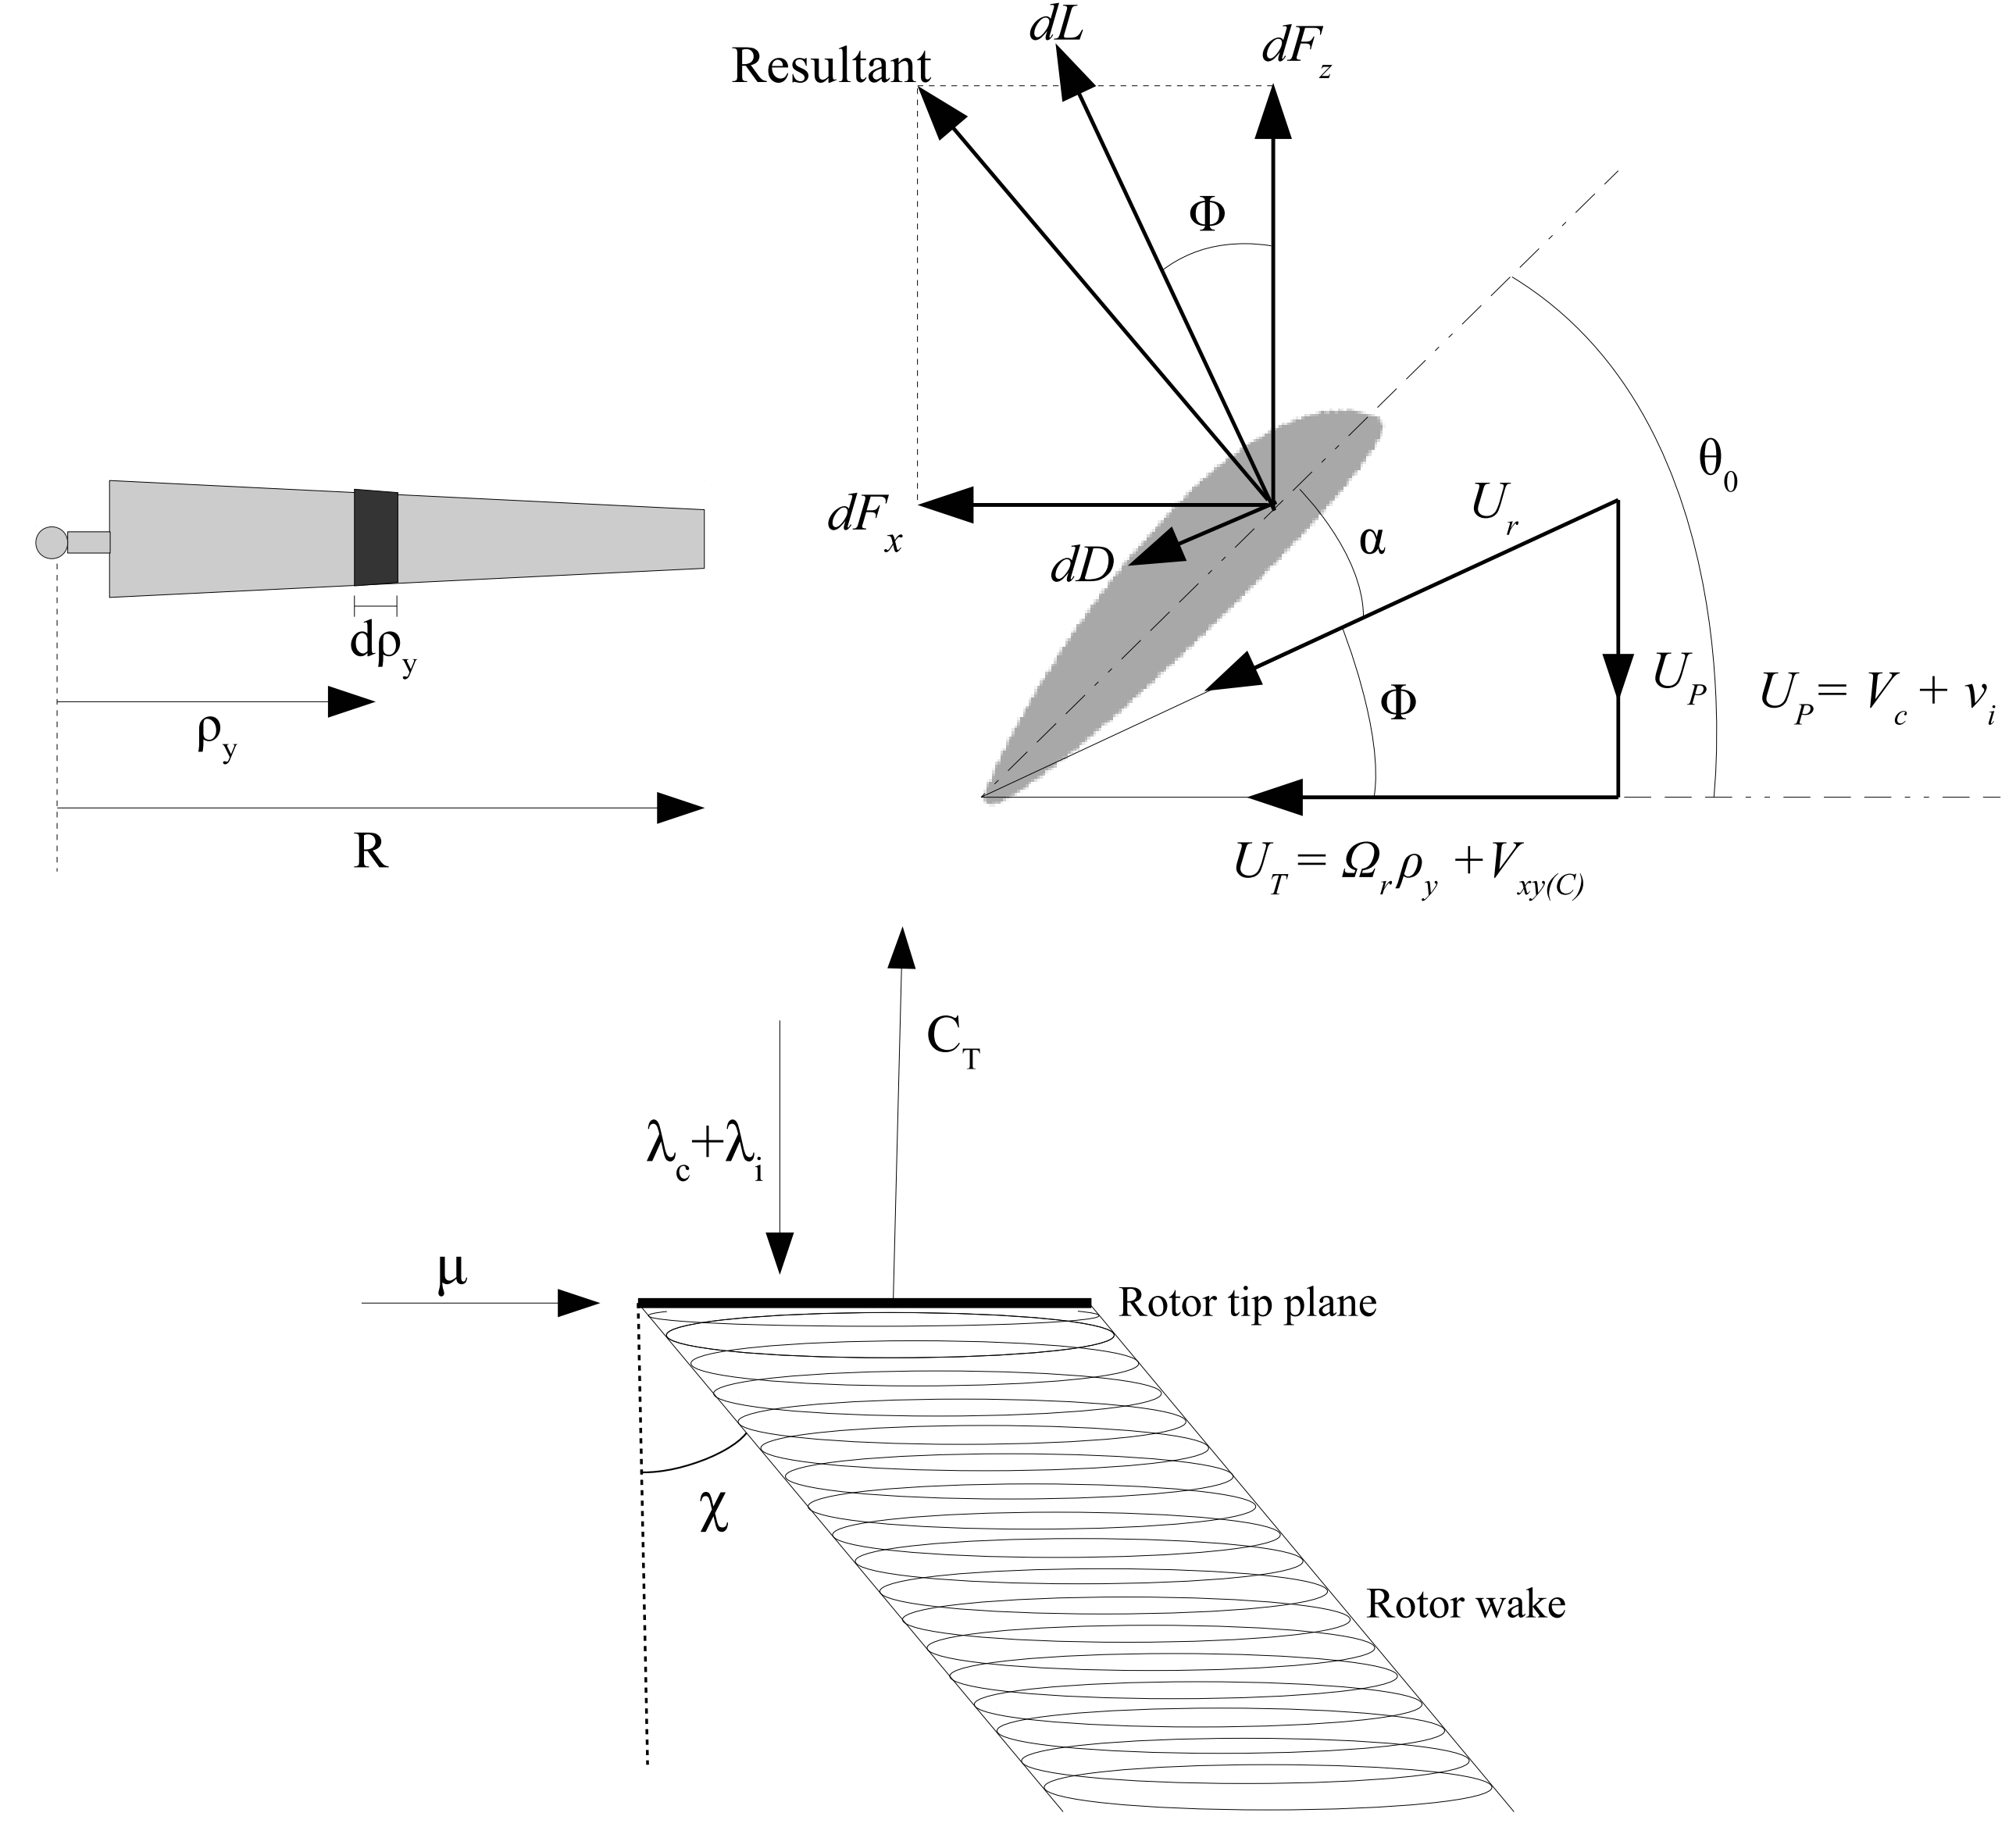 dL
dF_z
Resultant
Φ
θ_0
dF_x
U_r
α
dD
dρ_y
U_P
U_P = V_c + v_i
Φ
ρ_y
R
U_T = Ω_r ρ_y + V_xy(C)
C_T
λ_c+λ_i
μ
Rotor tip plane
χ
Rotor wake